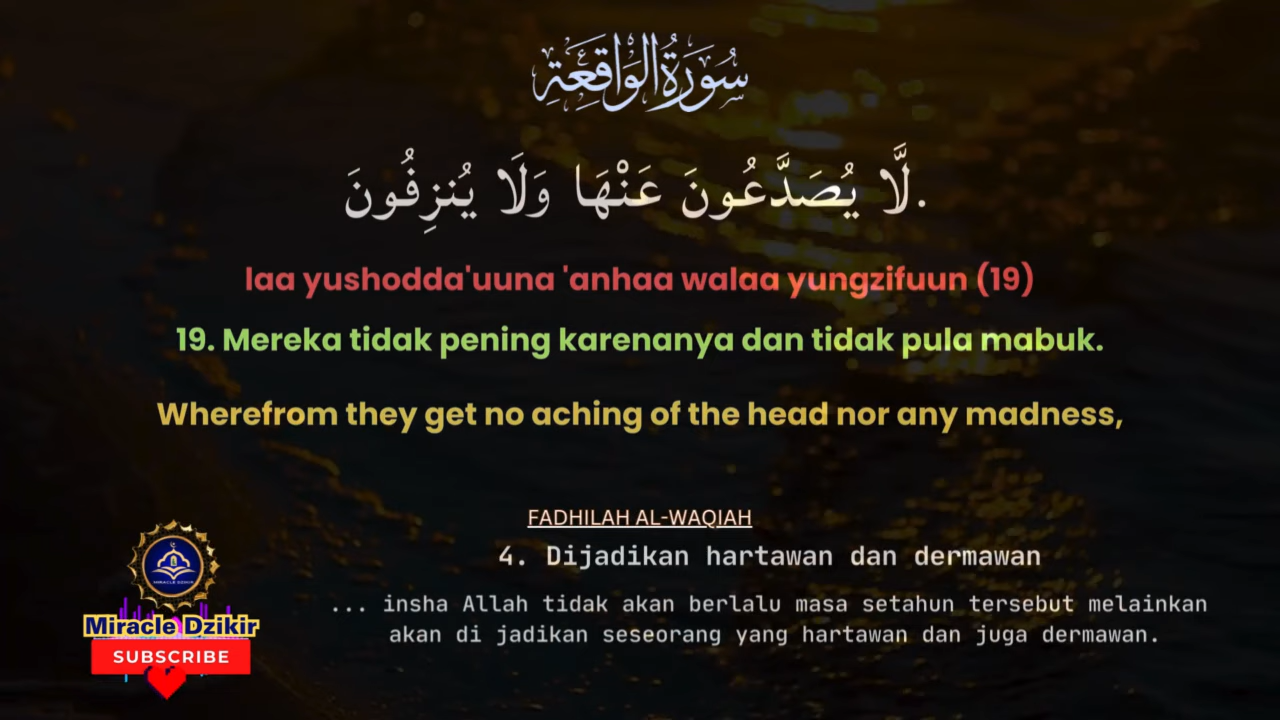 سُورَةُ الوَاقِعَةِ
لَّا يُصَدَّعُونَ عَنْهَا وَلَا يُنزِفُونَ.
laa yushodda'uuna 'anhaa walaa yungzifuun (19)
19. Mereka tidak pening karenanya dan tidak pula mabuk.
Wherefrom they get no aching of the head nor any madness,
FADHILAH AL-WAQIAH
4. Dijadikan hartawan dan dermawan
... insha Allah tidak akan berlalu masa setahun tersebut melainkan
akan di jadikan seseorang yang hartawan dan juga dermawan.
MIRACLE DZIKIR
Miracle Dzikir
SUBSCRIBE